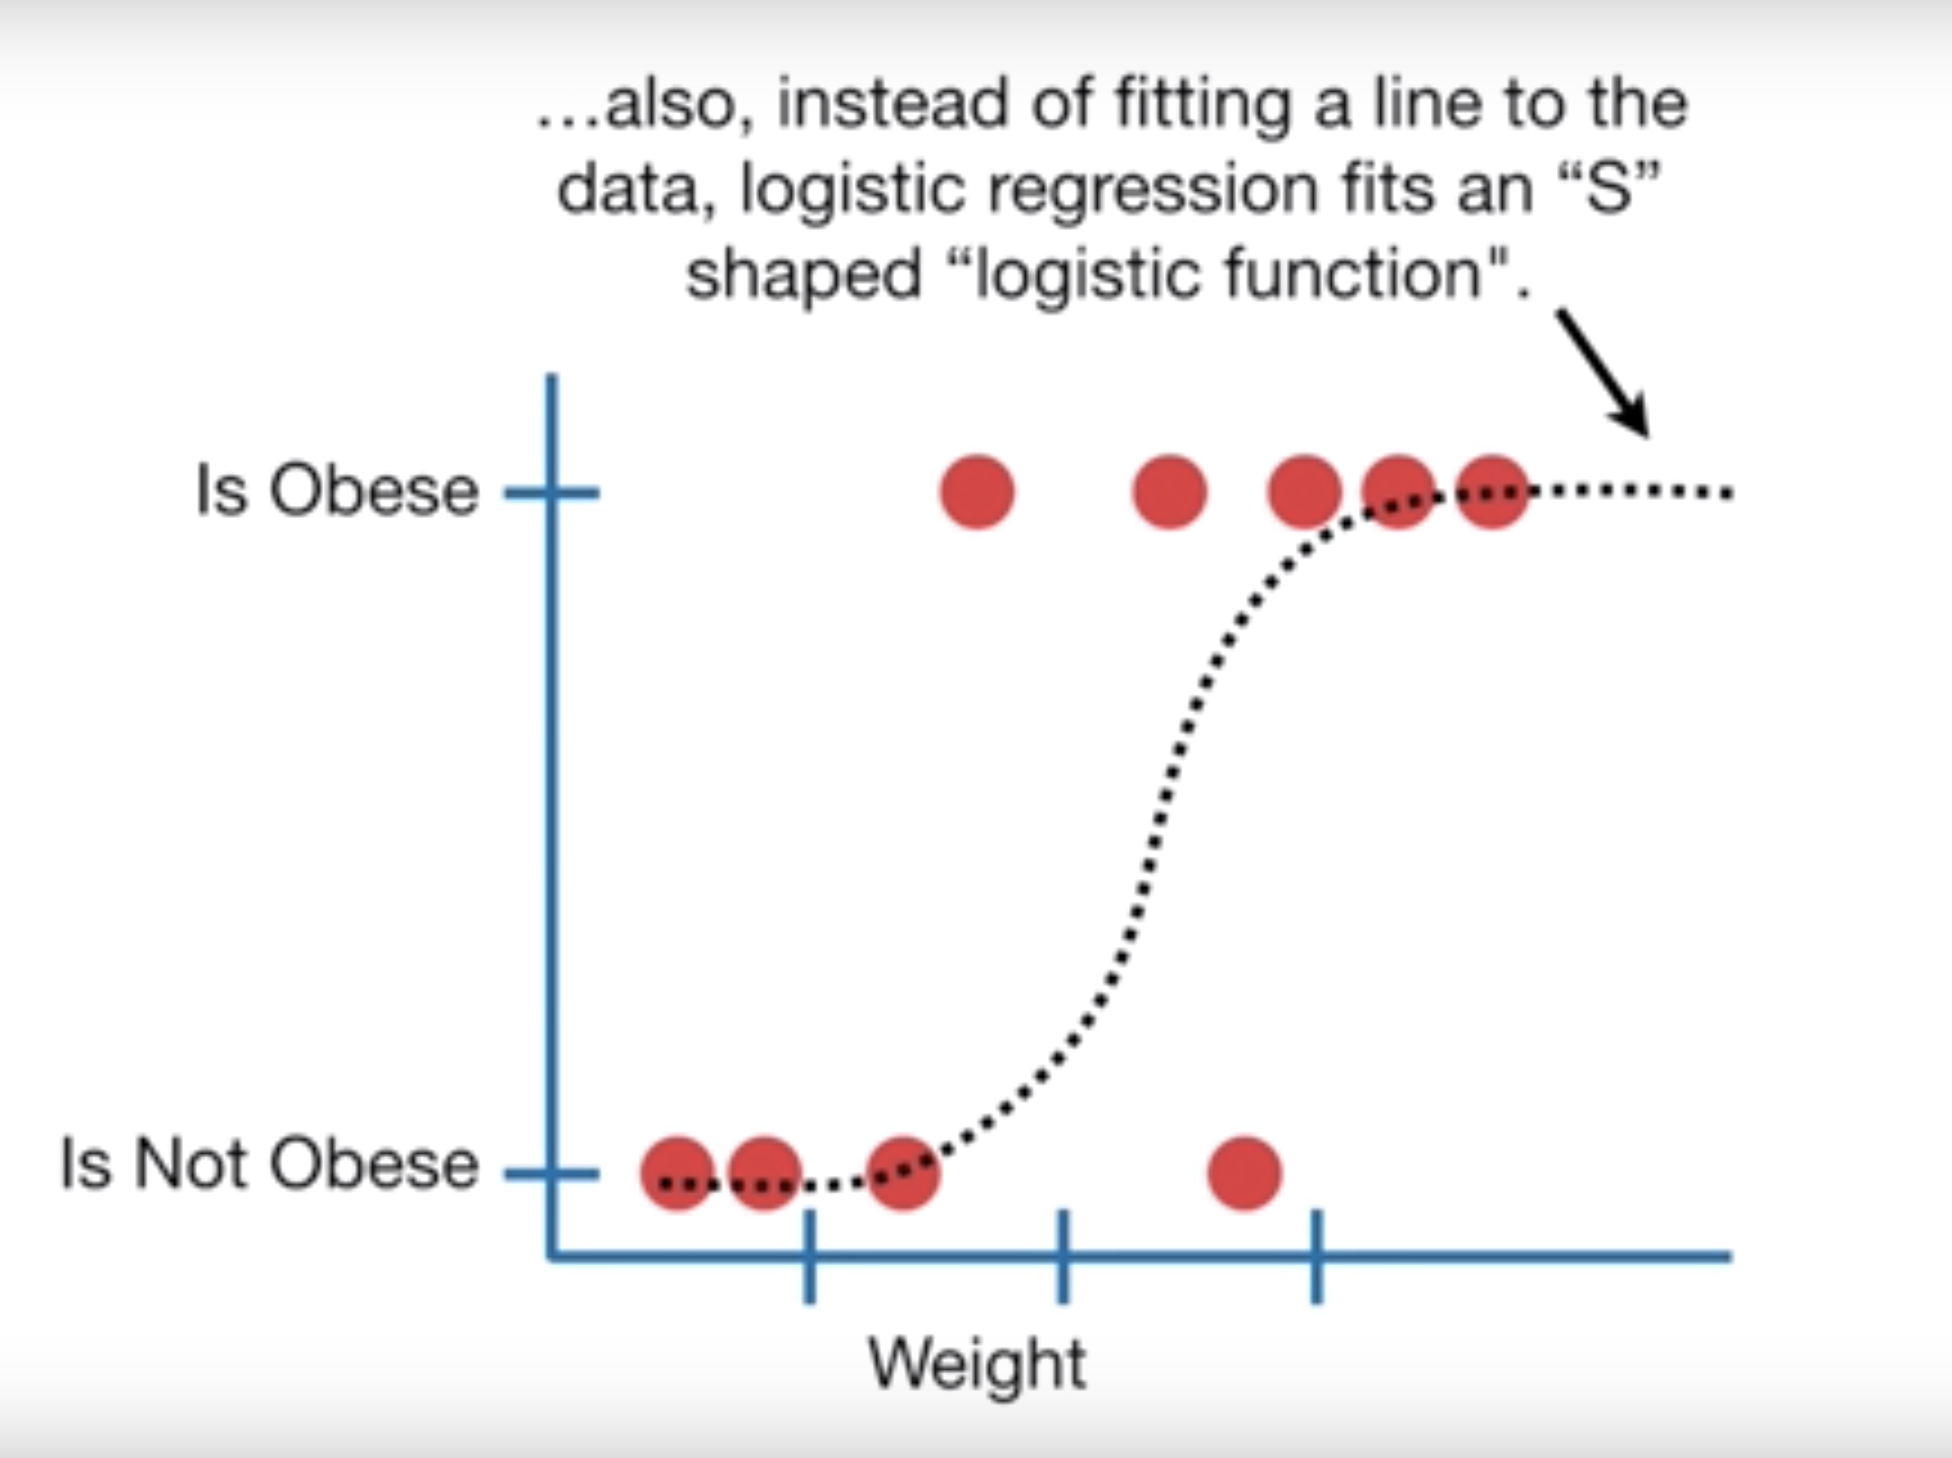 …also, instead of fitting a line to the
data, logistic regression fits an “S”
shaped “logistic function".
Is Obese
Is Not Obese
Weight